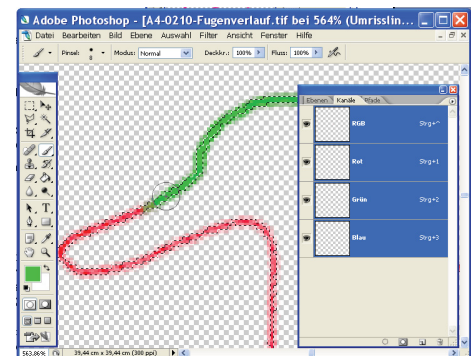 Adobe Photoshop - [A4-0210-Fugenverlauf.tif bei 564% (Umrisslin...
Datei Bearbeiten Bild Ebene Auswahl Filter Ansicht Fenster Hilfe
Pinsel: Modus: Normal Deckkr.: 100% Fluss: 100%
Ebenen Kanäle Pfade
RGB Strg+^
Rot Strg+1
Grün Strg+2
Blau Strg+3
563,86% 39,44 cm x 39,44 cm (300 ppi)